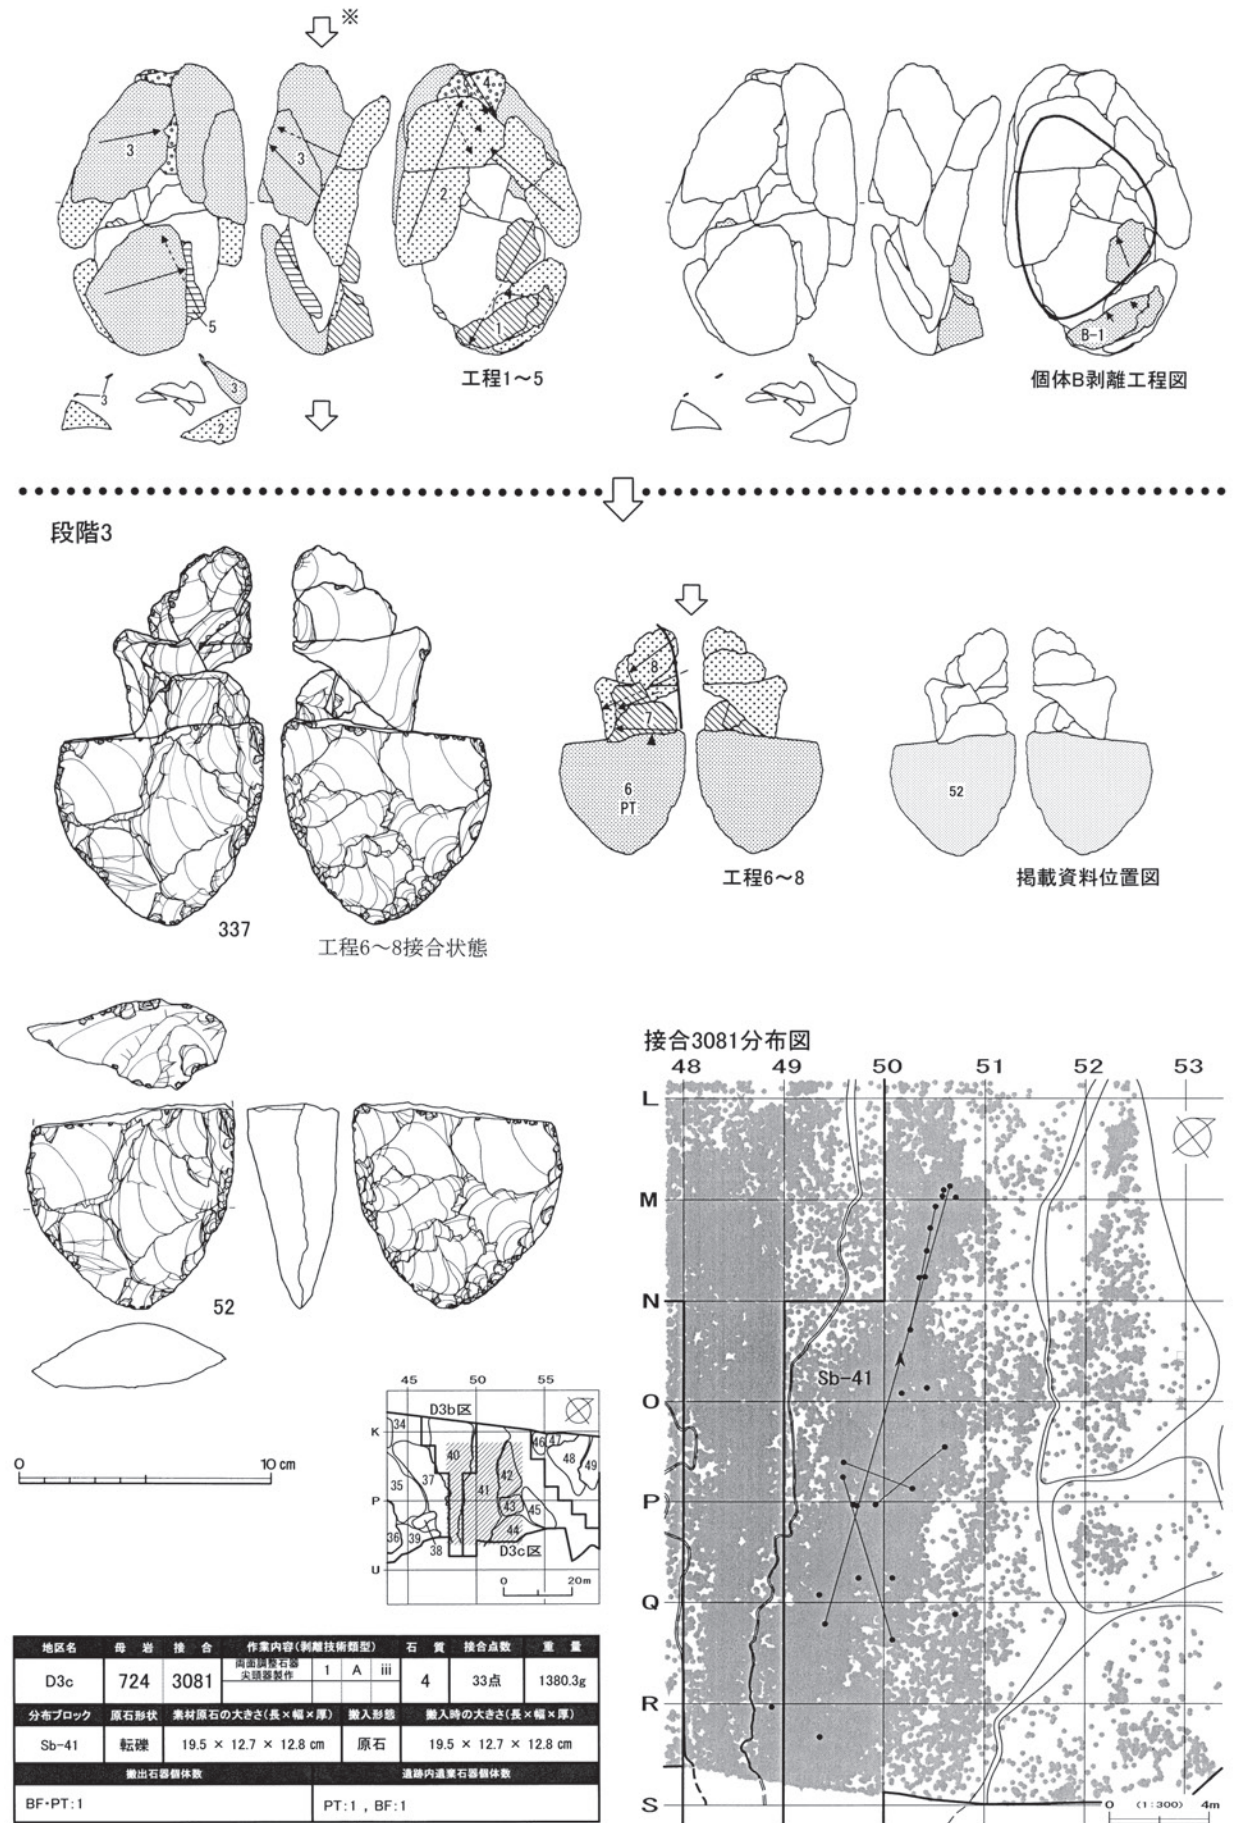 ※
3
3
4
2
1
5
3
3
2
工程1～5
B-1
個体B剥離工程図
段階3
337
工程6～8接合状態
8
7
6
PT
工程6～8
52
掲載資料位置図
52
0 10 cm
45 50 55
D3b区
K
P
U
34
35
36
37
38
39
40
41
42
43
44
45
46
47
48
49
D3c区
0 20m
接合3081分布図
48 49 50 51 52 53
L
M
N
O
P
Q
R
S
Sb-41
0 (1:300) 4m
地区名 母岩 接合 作業内容(剥離技術類型) 石質 接合点数 重量
D3c 724 3081 両面調整石器 尖頭器製作 1 A iii 4 33点 1380.3g
分布ブロック 原石形状 素材原石の大きさ(長×幅×厚) 搬入形態 搬入時の大きさ(長×幅×厚)
Sb-41 転礫 19.5 × 12.7 × 12.8 cm 原石 19.5 × 12.7 × 12.8 cm
搬出石器個体数 遺跡内遺棄石器個体数
BF・PT:1 PT:1 , BF:1